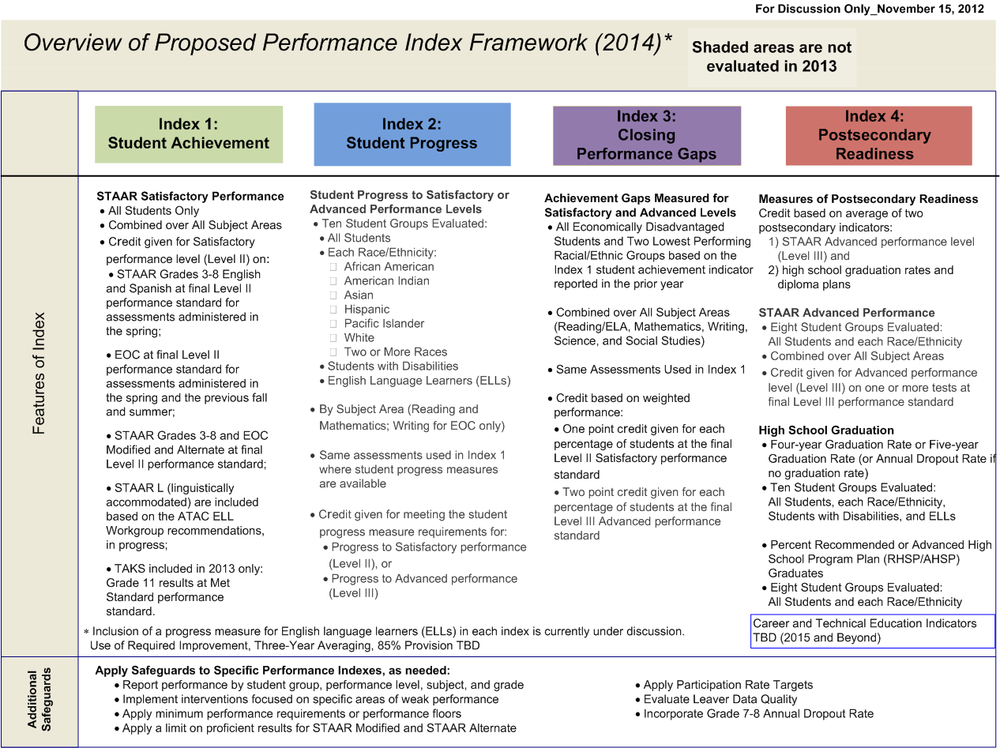 For Discussion Only_November 15, 2012
Overview of Proposed Performance Index Framework (2014)*
Shaded areas are not
evaluated in 2013
Index 1:
Student Achievement
Index 2:
Student Progress
Index 3:
Closing
Performance Gaps
Index 4:
Postsecondary
Readiness
Features of Index
STAAR Satisfactory Performance
• All Students Only
• Combined over All Subject Areas
• Credit given for Satisfactory
performance level (Level II) on:
• STAAR Grades 3-8 English
and Spanish at final Level II
performance standard for
assessments administered in
the spring;
• EOC at final Level II
performance standard for
assessments administered in
the spring and the previous fall
and summer;
• STAAR Grades 3-8 and EOC
Modified and Alternate at final
Level II performance standard;
• STAAR L (linguistically
accommodated) are included
based on the ATAC ELL
Workgroup recommendations,
in progress;
• TAKS included in 2013 only:
Grade 11 results at Met
Standard performance
standard.
Student Progress to Satisfactory or
Advanced Performance Levels
• Ten Student Groups Evaluated:
• All Students
• Each Race/Ethnicity:
□ African American
□ American Indian
□ Asian
□ Hispanic
□ Pacific Islander
□ White
□ Two or More Races
• Students with Disabilities
• English Language Learners (ELLs)
• By Subject Area (Reading and
Mathematics; Writing for EOC only)
• Same assessments used in Index 1
where student progress measures
are available
• Credit given for meeting the student
progress measure requirements for:
• Progress to Satisfactory performance
(Level II), or
• Progress to Advanced performance
(Level III)
Achievement Gaps Measured for
Satisfactory and Advanced Levels
• All Economically Disadvantaged
Students and Two Lowest Performing
Racial/Ethnic Groups based on the
Index 1 student achievement indicator
reported in the prior year
• Combined over All Subject Areas
(Reading/ELA, Mathematics, Writing,
Science, and Social Studies)
• Same Assessments Used in Index 1
• Credit based on weighted
performance:
• One point credit given for each
percentage of students at the final
Level II Satisfactory performance
standard
• Two point credit given for each
percentage of students at the final
Level III Advanced performance
standard
Measures of Postsecondary Readiness
Credit based on average of two
postsecondary indicators:
1) STAAR Advanced performance level
(Level III) and
2) high school graduation rates and
diploma plans
STAAR Advanced Performance
• Eight Student Groups Evaluated:
All Students and each Race/Ethnicity
• Combined over All Subject Areas
• Credit given for Advanced performance
level (Level III) on one or more tests at
final Level III performance standard
High School Graduation
• Four-year Graduation Rate or Five-year
Graduation Rate (or Annual Dropout Rate if
no graduation rate)
• Ten Student Groups Evaluated:
All Students, each Race/Ethnicity,
Students with Disabilities, and ELLs
• Percent Recommended or Advanced High
School Program Plan (RHSP/AHSP)
Graduates
• Eight Student Groups Evaluated:
All Students and each Race/Ethnicity
Career and Technical Education Indicators
TBD (2015 and Beyond)
* Inclusion of a progress measure for English language learners (ELLs) in each index is currently under discussion.
Use of Required Improvement, Three-Year Averaging, 85% Provision TBD
Additional
Safeguards
Apply Safeguards to Specific Performance Indexes, as needed:
• Report performance by student group, performance level, subject, and grade
• Implement interventions focused on specific areas of weak performance
• Apply minimum performance requirements or performance floors
• Apply a limit on proficient results for STAAR Modified and STAAR Alternate
• Apply Participation Rate Targets
• Evaluate Leaver Data Quality
• Incorporate Grade 7-8 Annual Dropout Rate